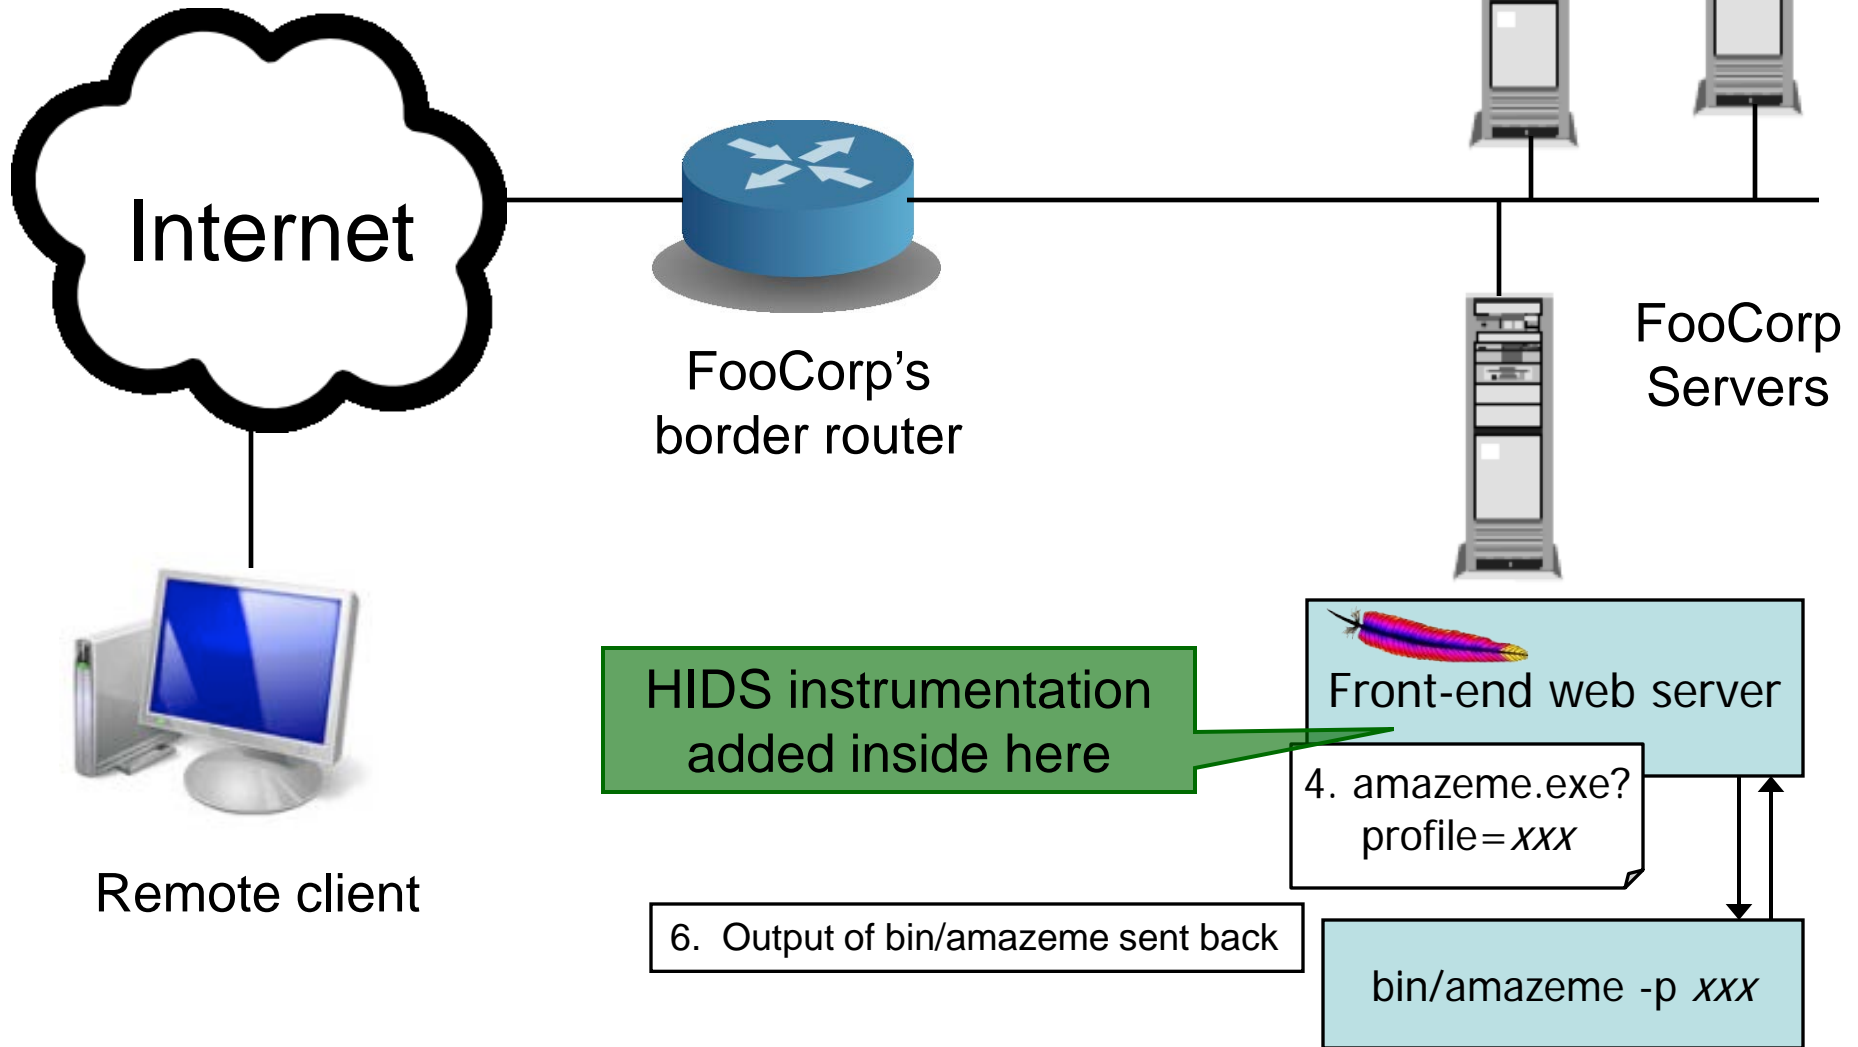 Internet
FooCorp's
border router
FooCorp
Servers
Remote client
HIDS instrumentation
added inside here
Front-end web server
4. amazeme.exe?
profile=xxx
6. Output of bin/amazeme sent back
bin/amazeme -p xxx